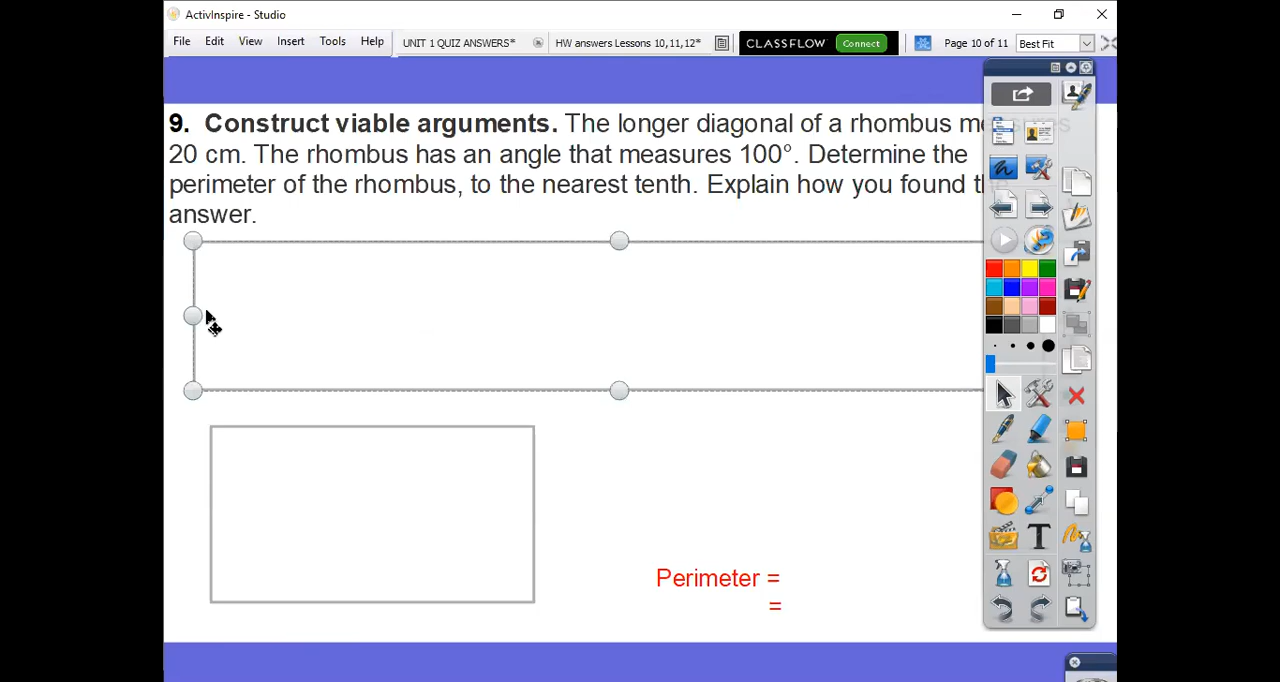 ActivInspire - Studio
File Edit View Insert Tools Help UNIT 1 QUIZ ANSWERS* HW answers Lessons 10,11,12* CLASSFLOW Connect Page 10 of 11 Best Fit
9. Construct viable arguments. The longer diagonal of a rhombus measures
20 cm. The rhombus has an angle that measures 100°. Determine the
perimeter of the rhombus, to the nearest tenth. Explain how you found the
answer.
Perimeter =
=